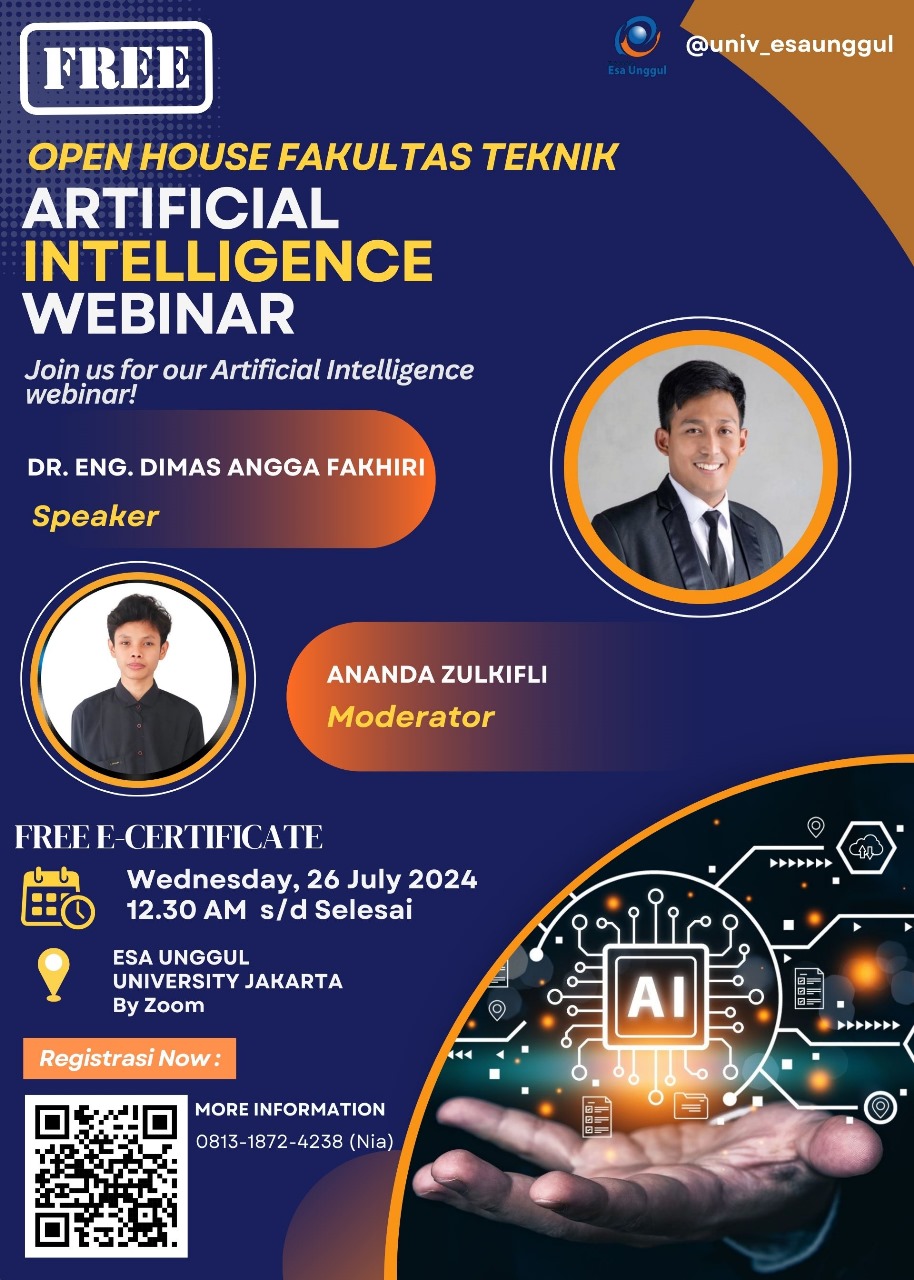 FREE
Esa Unggul
@univ_esaunggul
OPEN HOUSE FAKULTAS TEKNIK
ARTIFICIAL
INTELLIGENCE
WEBINAR
Join us for our Artificial Intelligence
webinar!
DR. ENG. DIMAS ANGGA FAKHIRI
Speaker
ANANDA ZULKIFLI
Moderator
FREE E-CERTIFICATE
Wednesday, 26 July 2024
12.30 AM s/d Selesai
ESA UNGGUL
UNIVERSITY JAKARTA
By Zoom
AI
Registrasi Now :
MORE INFORMATION
0813-1872-4238 (Nia)